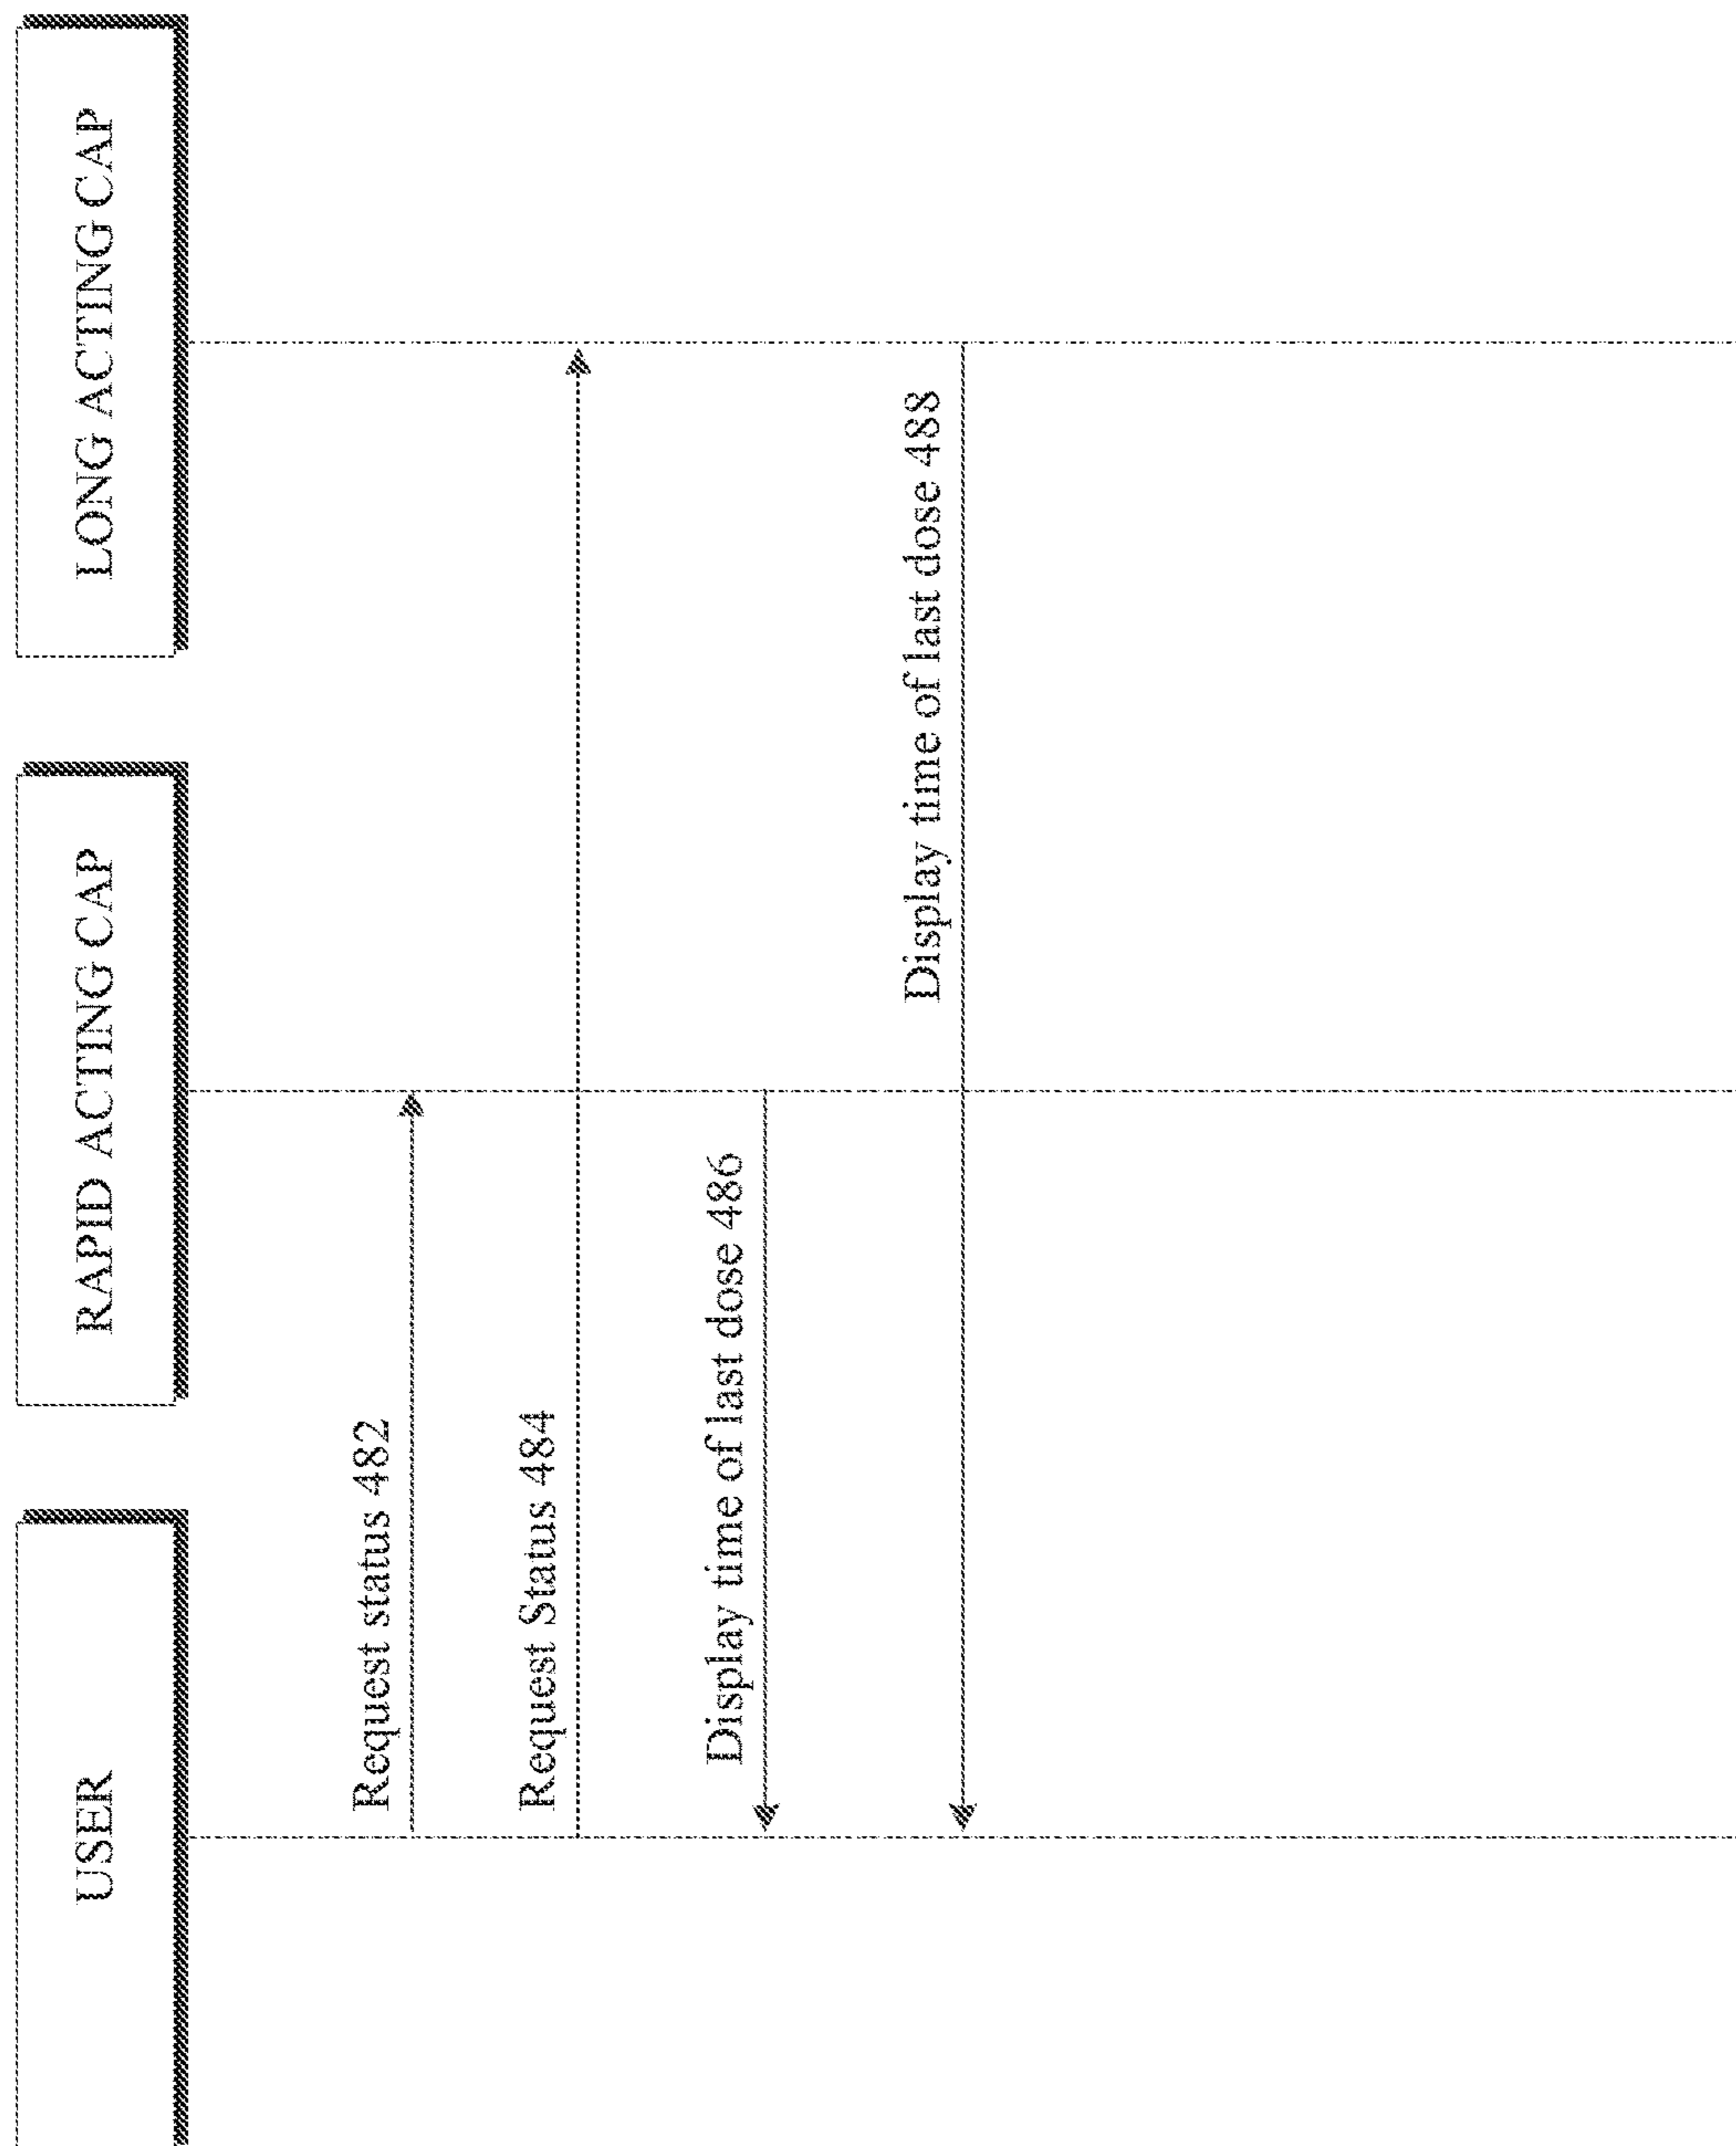 USER
RAPID ACTING CAP
LONG ACTING CAP
Request status 482
Request Status 484
Display time of last dose 486
Display time of last dose 488